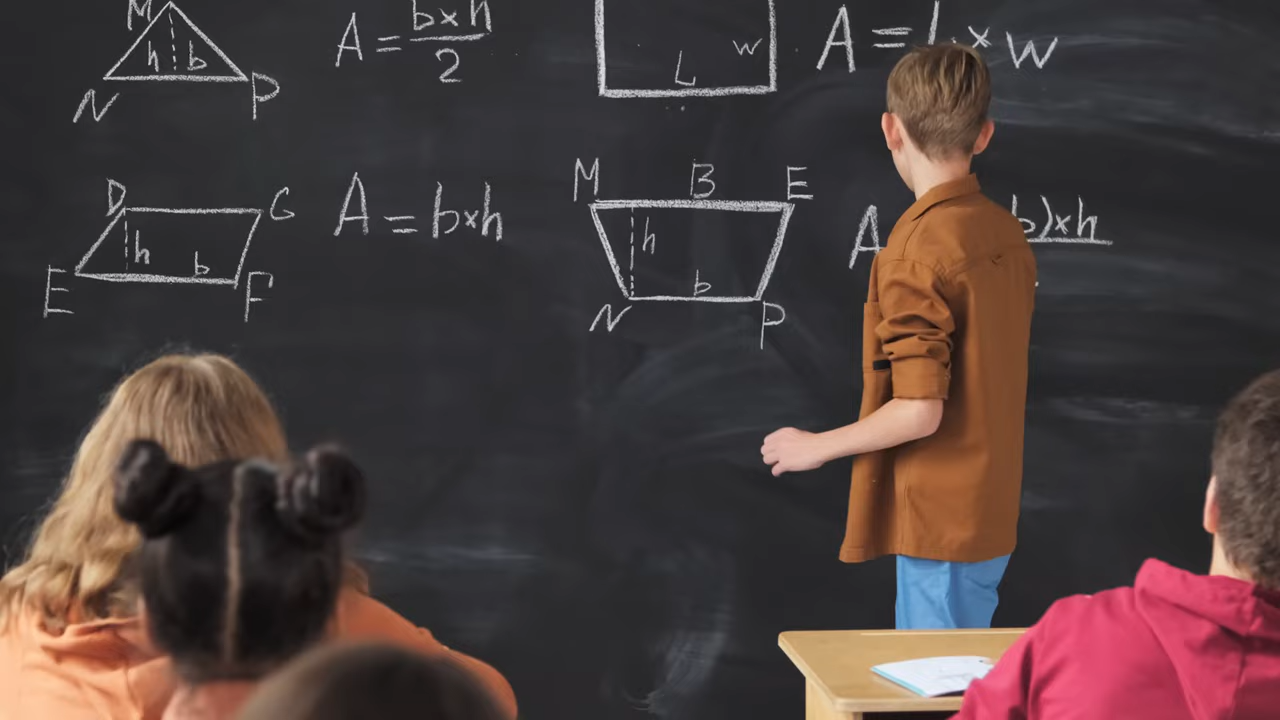 M
h b
N P
A = b×h/2
L w
A = L × w
D G
h b
E F
A = b×h
M B E
h
b
N P
A b)×h